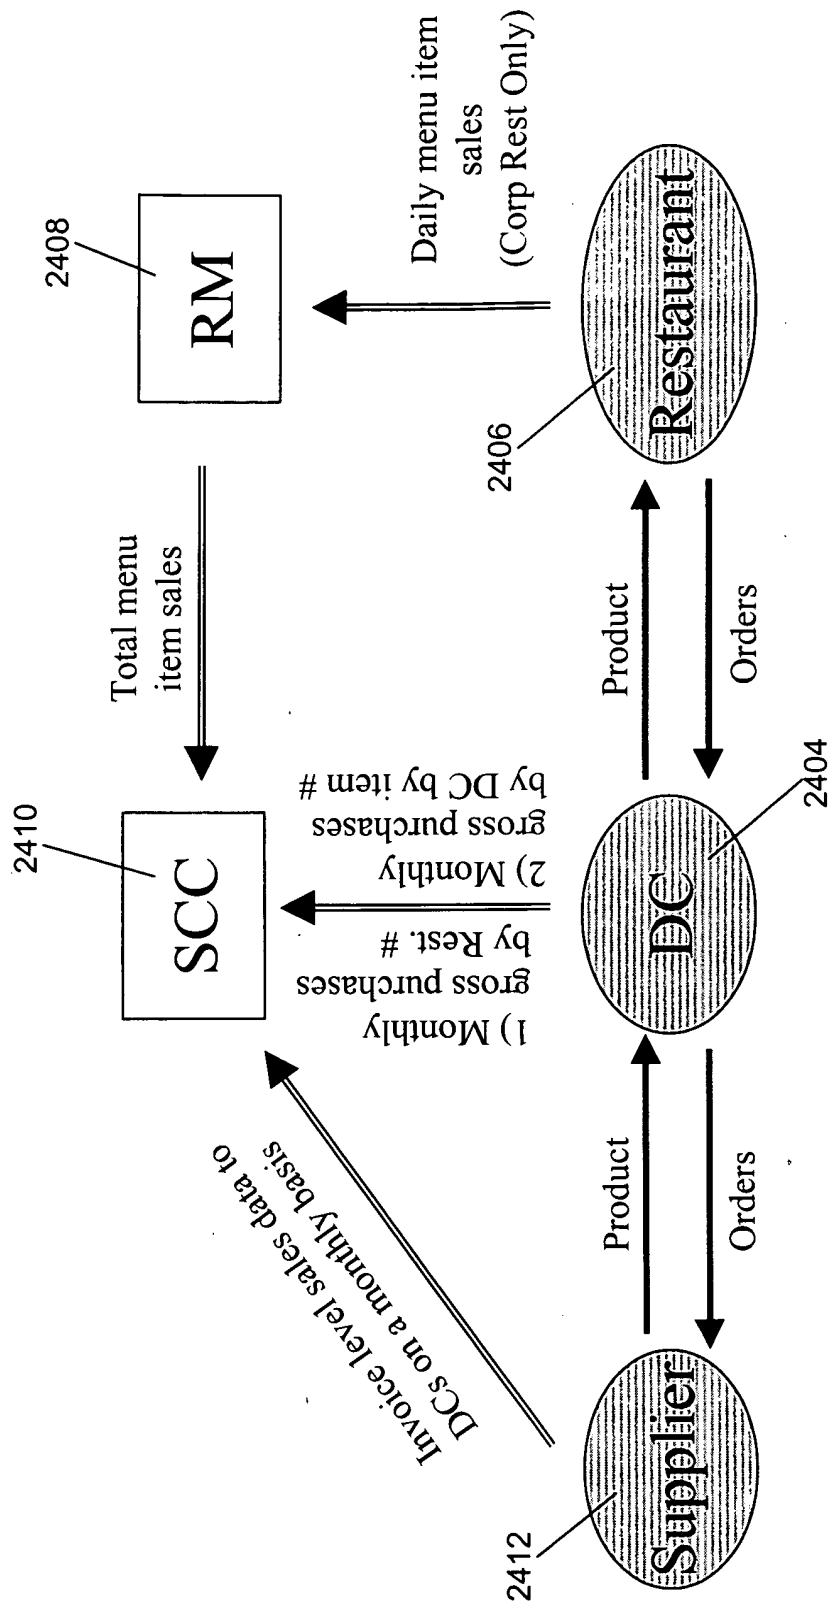 2410
SCC
2408
RM
Total menu
item sales
Invoice level sales data to
DCs on a monthly basis
1) Monthly
gross purchases
by Rest. #
2) Monthly
gross purchases
by DC by item #
Daily menu item
sales
(Corp Rest Only)
2412
Supplier
Product
Orders
DC
2404
Product
Orders
2406
Restaurant